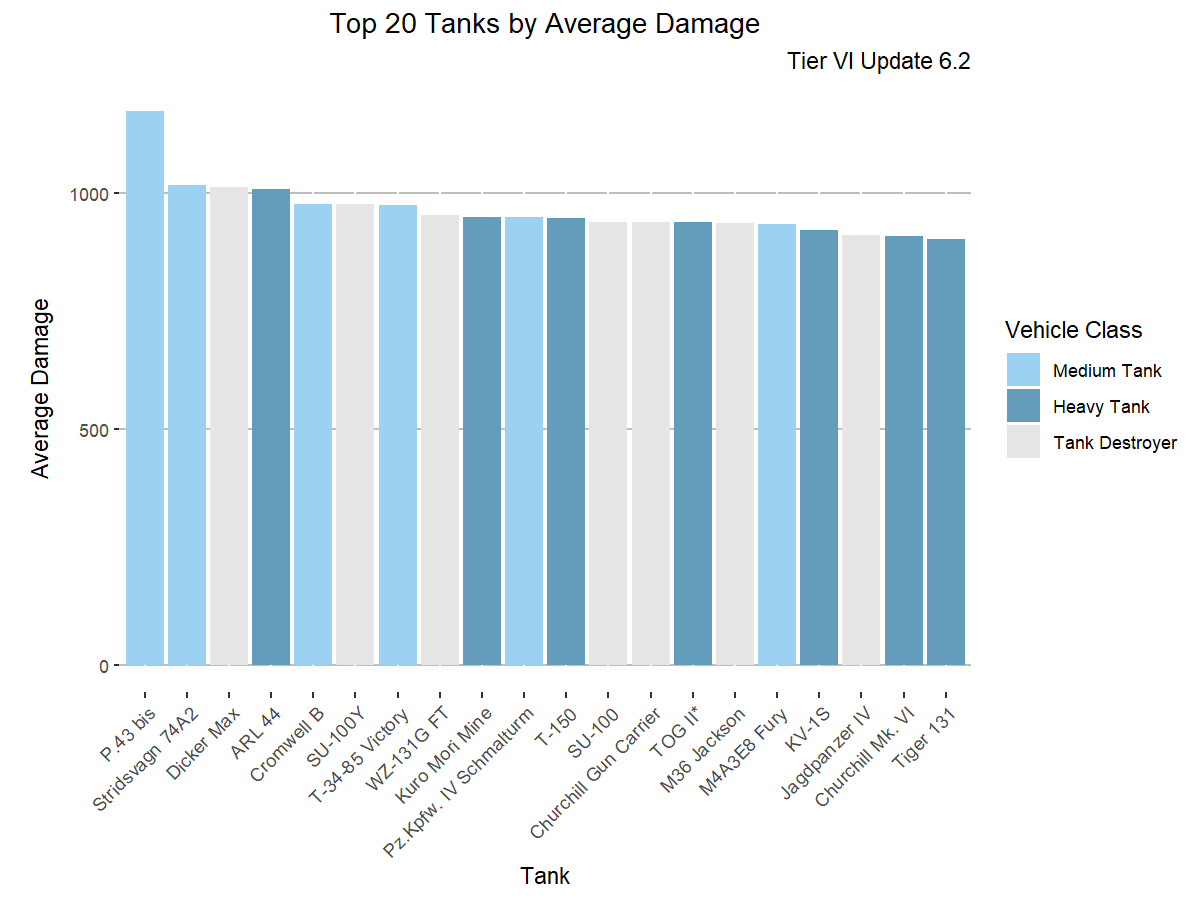 Top 20 Tanks by Average Damage
Tier VI Update 6.2
Average Damage
1000
500
0
P.43 bis
Stridsvagn 74A2
Dicker Max
ARL 44
Cromwell B
SU-100Y
T-34-85 Victory
WZ-131G FT
Kuro Mori Mine
Pz.Kpfw. IV Schmalturm
T-150
SU-100
Churchill Gun Carrier
TOG II*
M36 Jackson
M4A3E8 Fury
KV-1S
Jagdpanzer IV
Churchill Mk. VI
Tiger 131
Tank
Vehicle Class
Medium Tank
Heavy Tank
Tank Destroyer